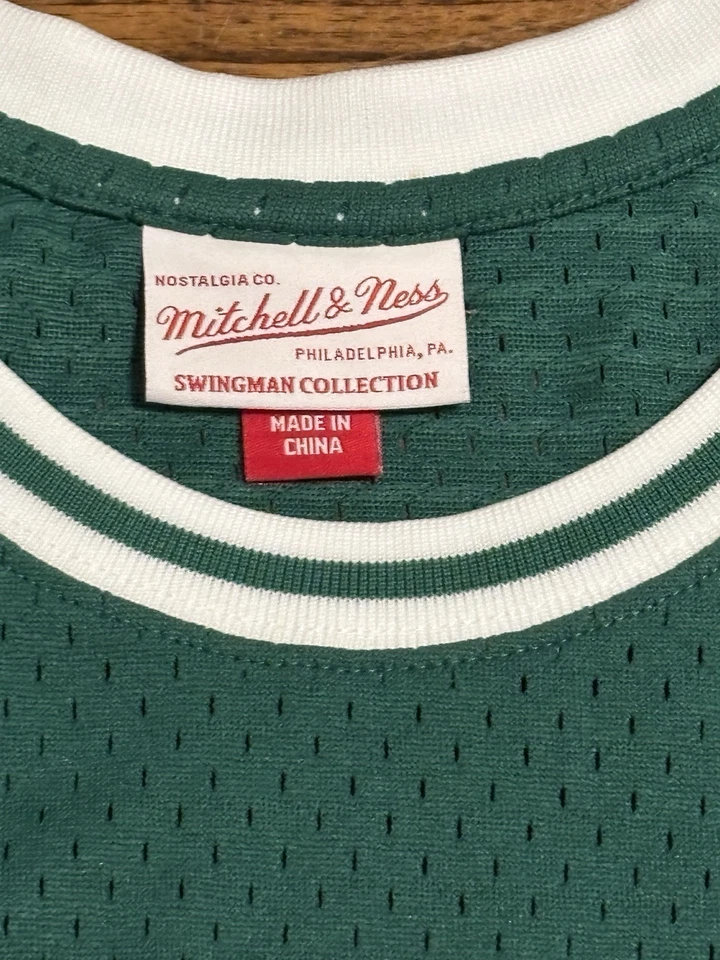 NOSTALGIA CO.
Mitchell & Ness
PHILADELPHIA, PA.
SWINGMAN COLLECTION
MADE IN
CHINA